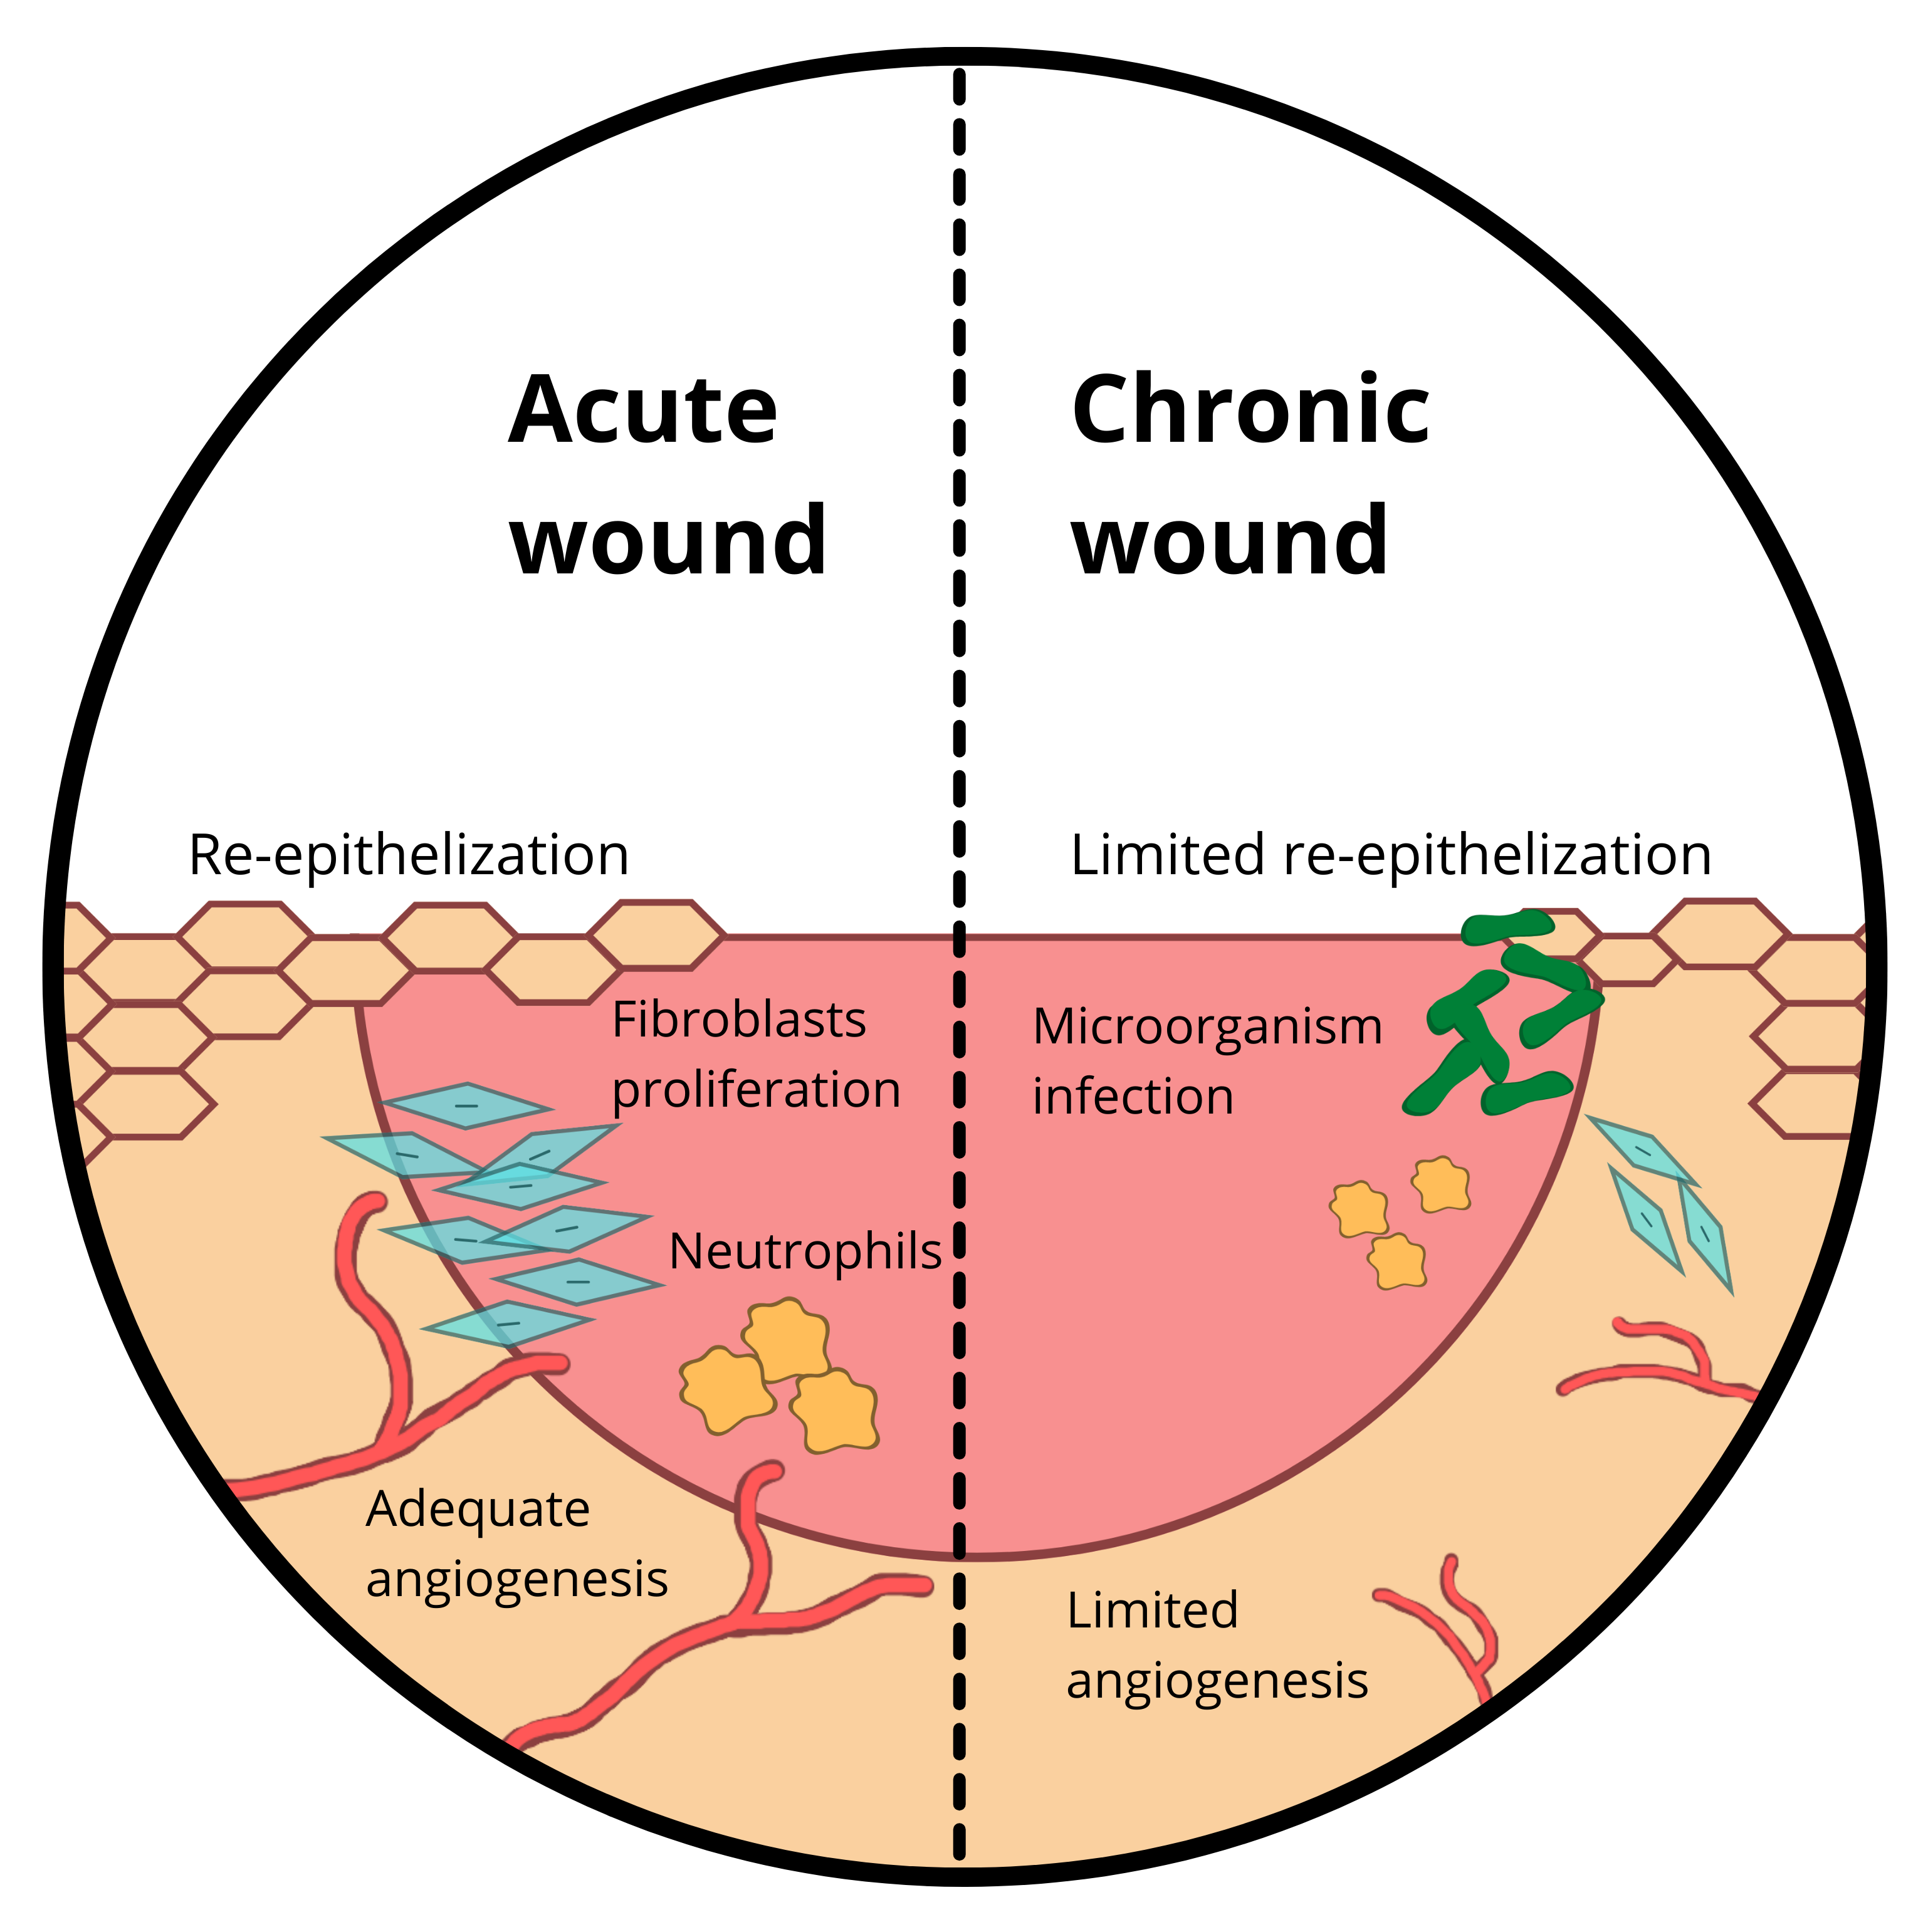 Acute
wound
Chronic
wound
Re-epithelization
Limited re-epithelization
Fibroblasts
proliferation
Microorganism
infection
Neutrophils
Adequate
angiogenesis
Limited
angiogenesis